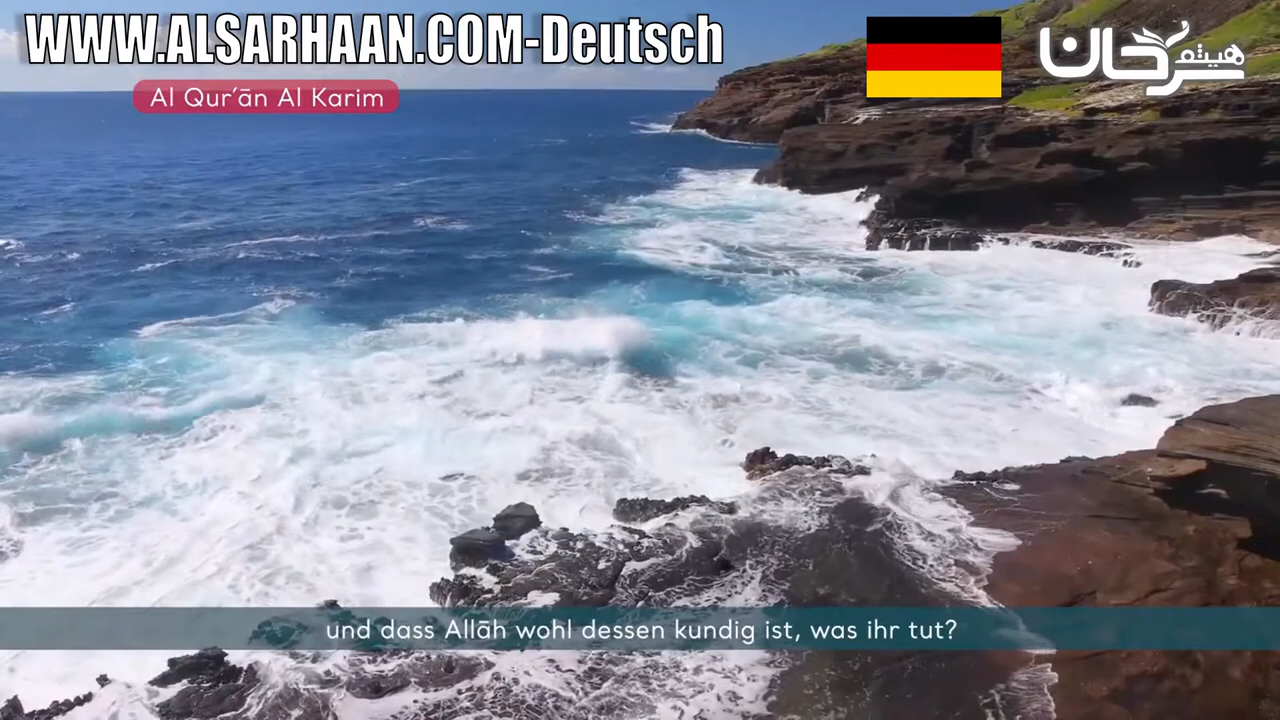 WWW.ALSARHAAN.COM-Deutsch
هيثم سرحان
Al Qur’ān Al Karim
und dass Allāh wohl dessen kundig ist, was ihr tut?